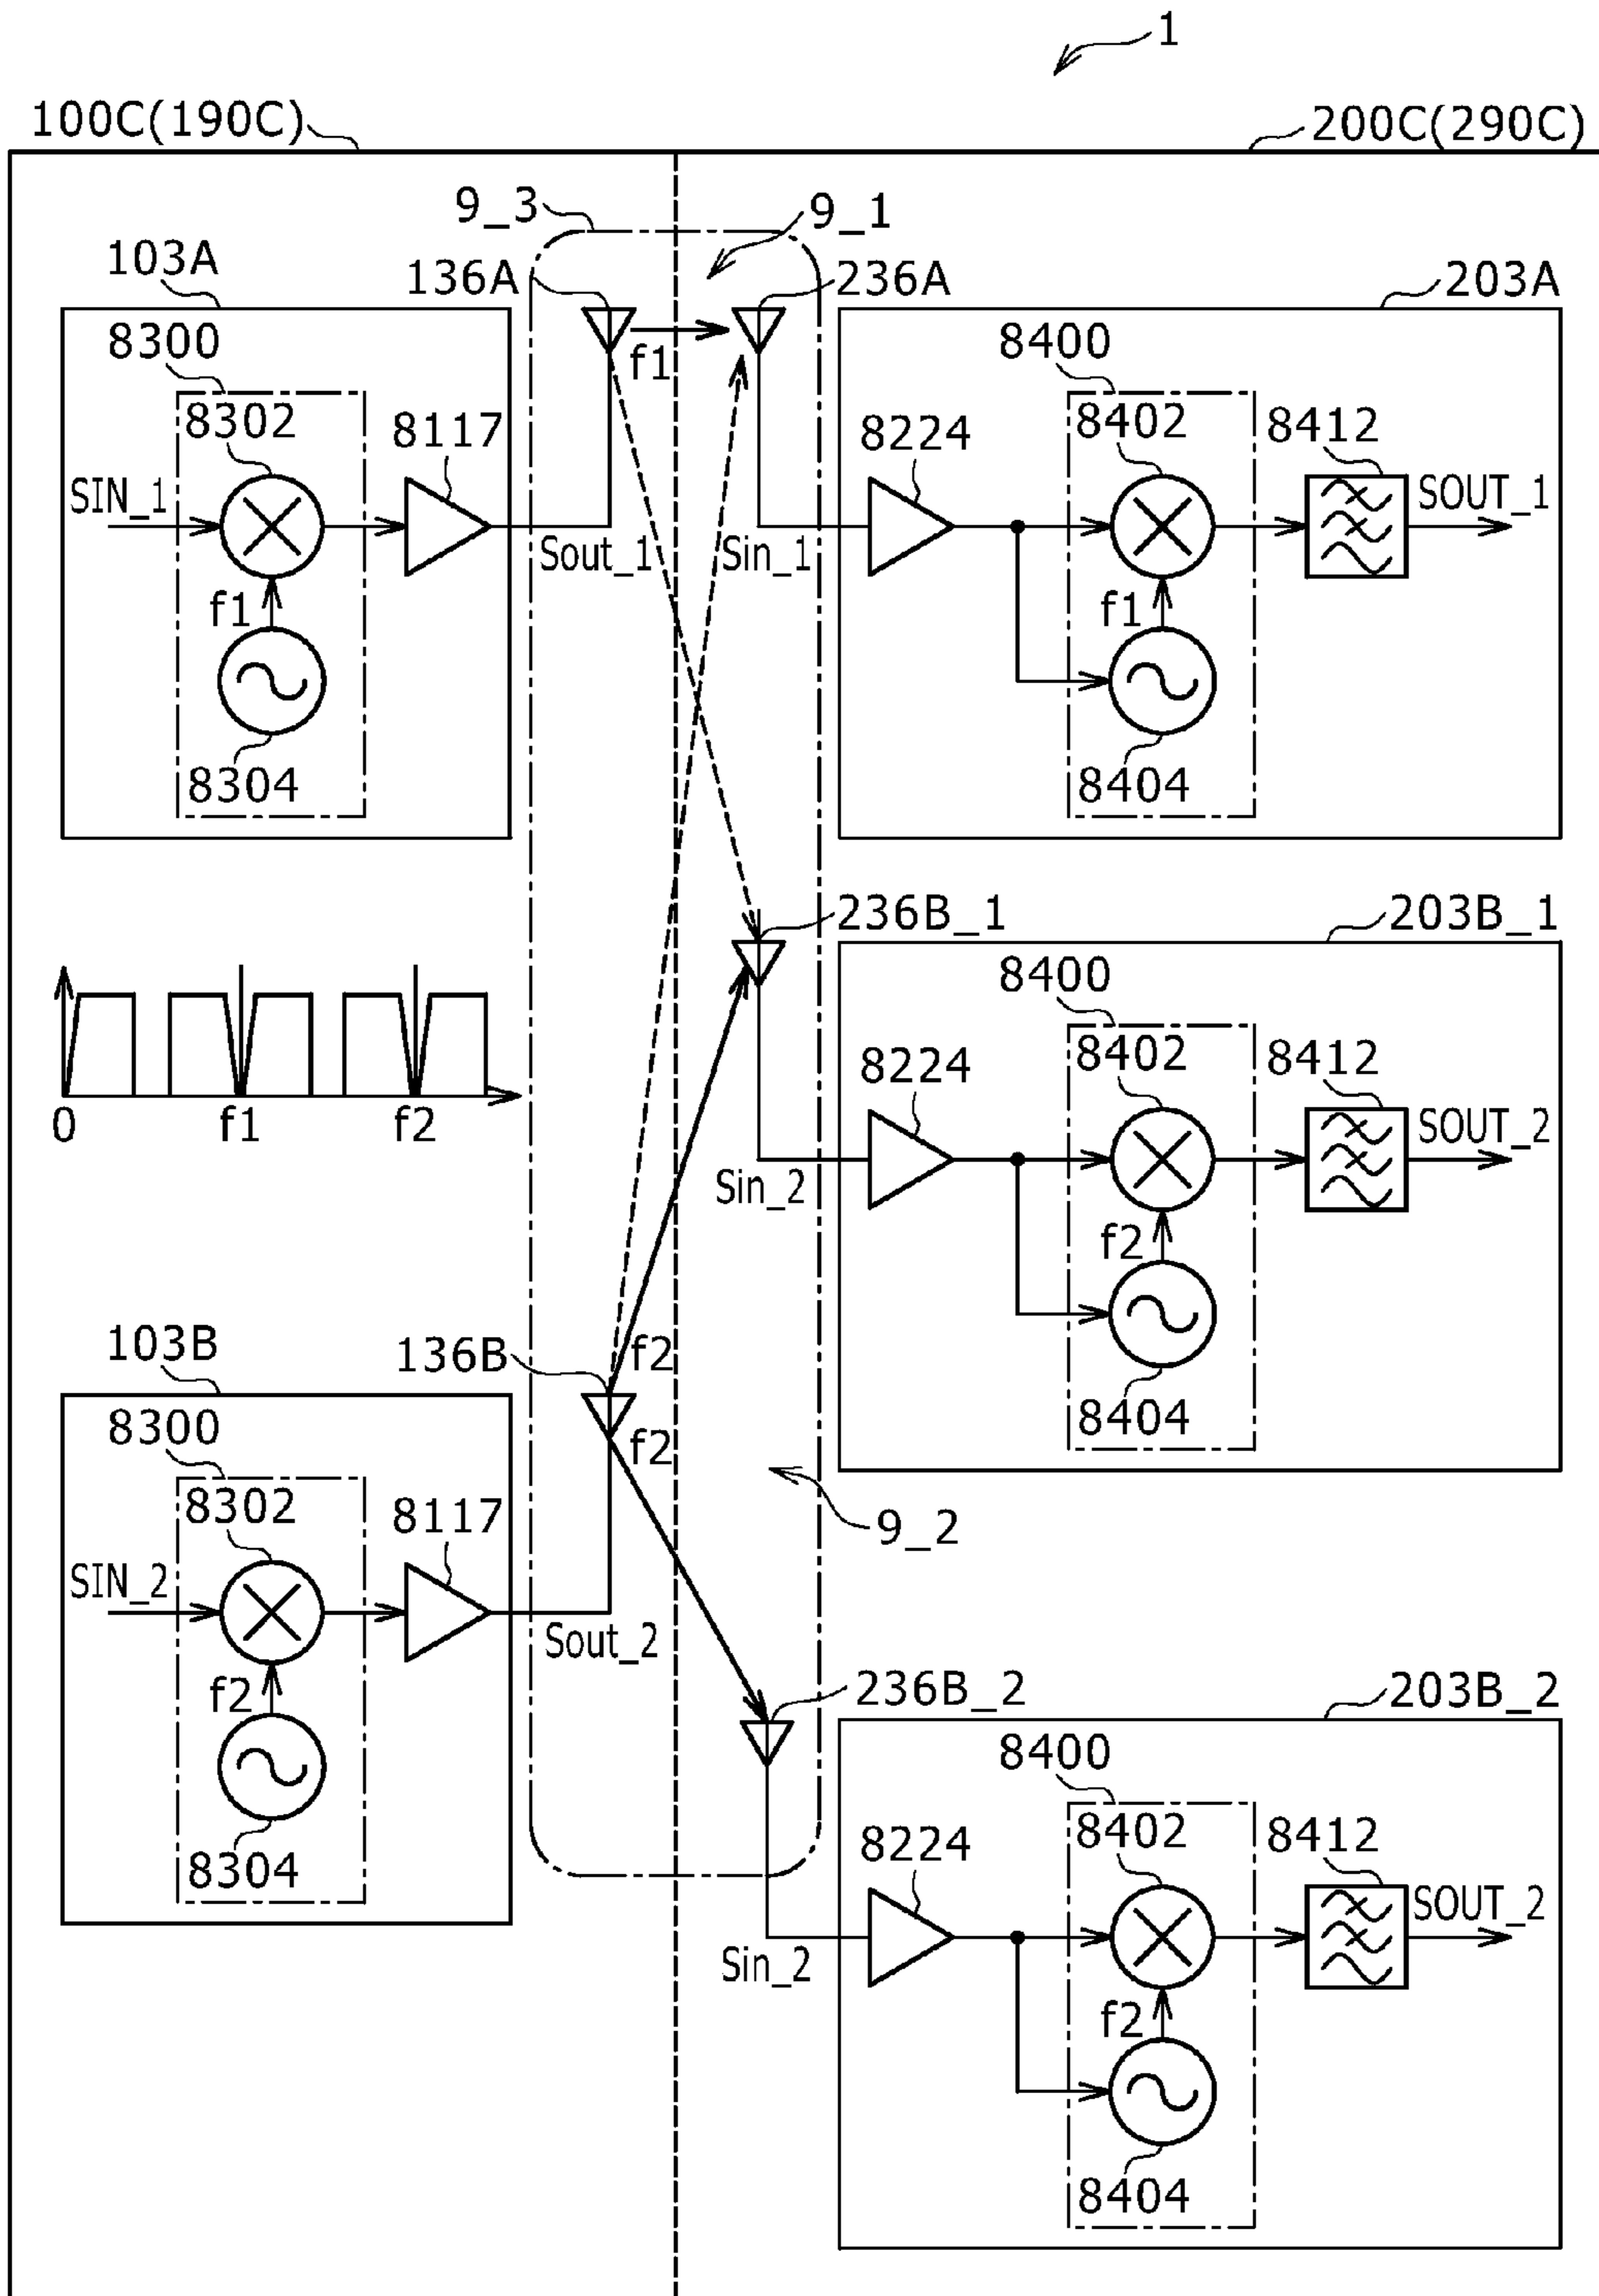 1
100C(190C)
200C(290C)
9_3
9_1
103A
136A
236A
203A
8300
8302
8117
SIN_1
f1
8304
f1
Sout_1
Sin_1
8224
8400
8402
8412
SOUT_1
f1
8404
236B_1
203B_1
0
f1
f2
8224
8400
8402
8412
SOUT_2
Sin_2
f2
8404
103B
136B
f2
f2
8300
8302
8117
SIN_2
Sout_2
f2
8304
9_2
236B_2
203B_2
8224
8400
8402
8412
SOUT_2
Sin_2
f2
8404